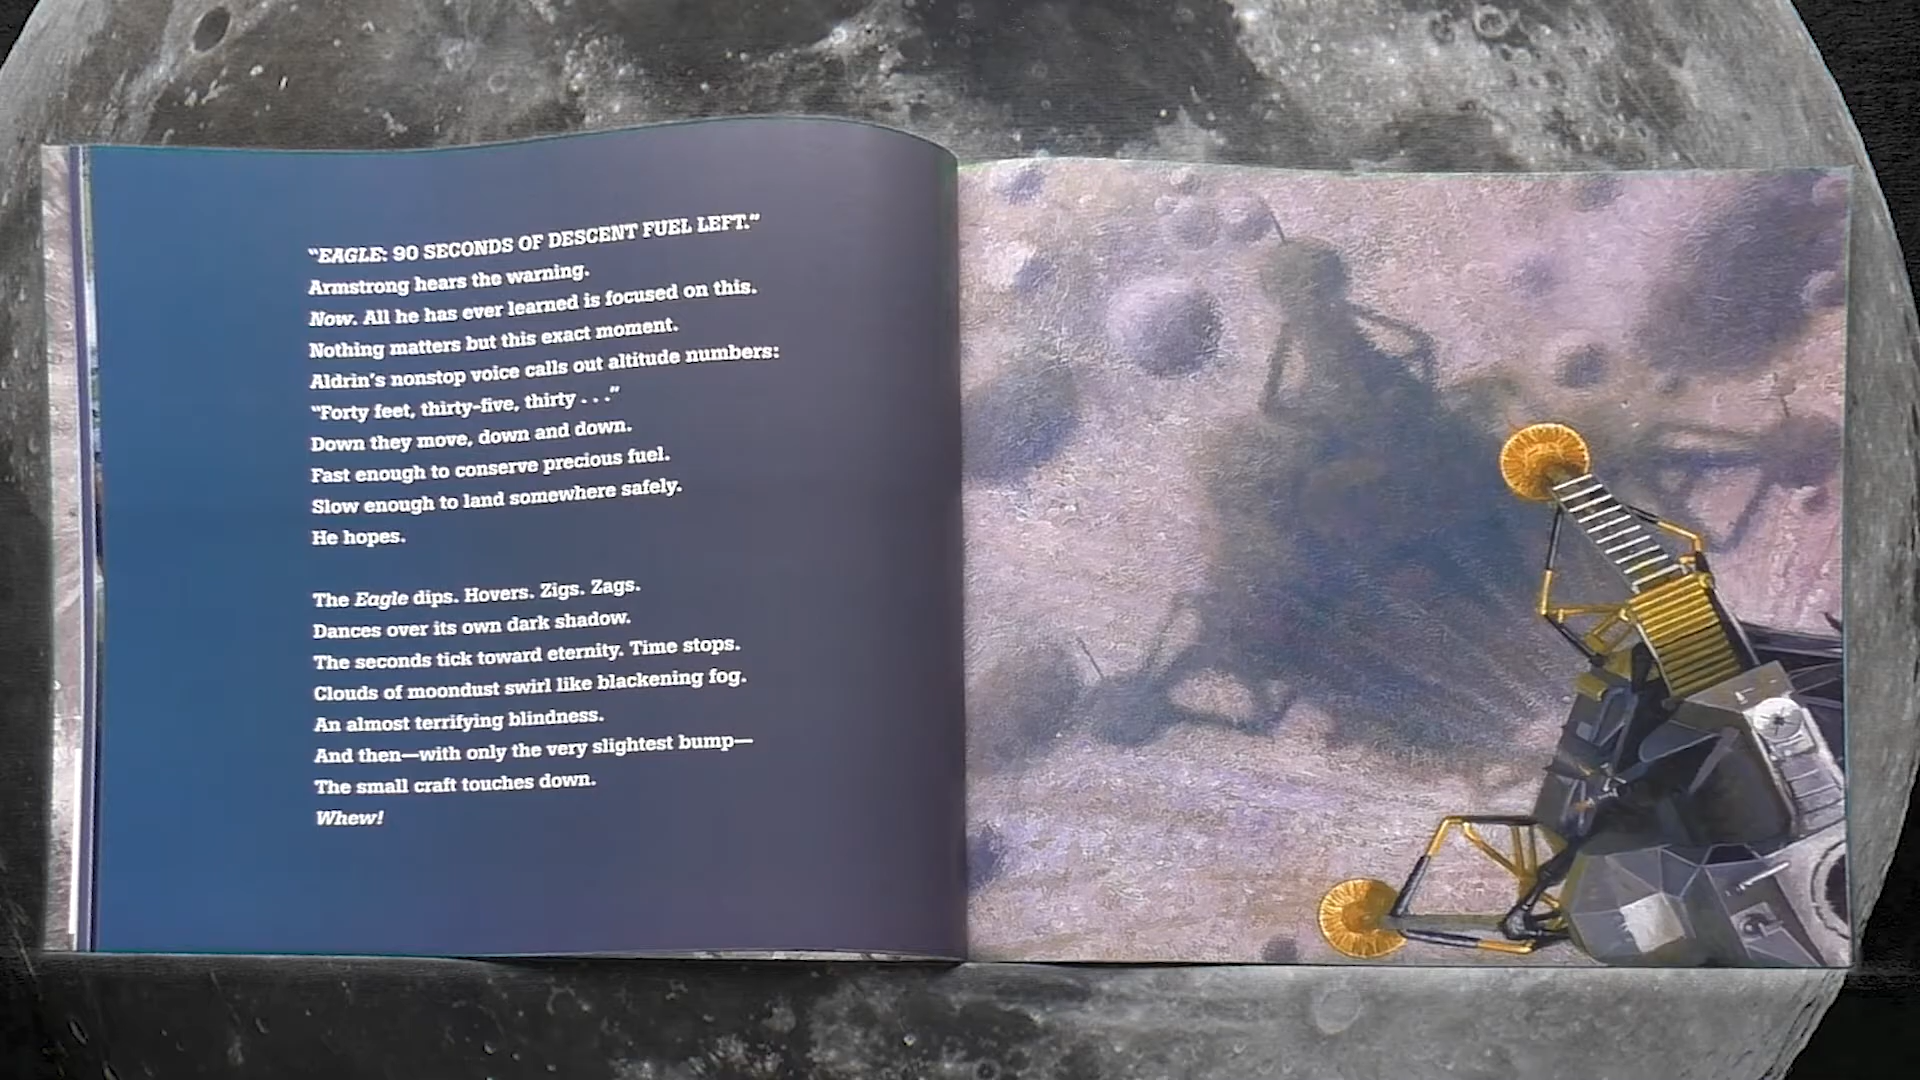 “EAGLE: 90 SECONDS OF DESCENT FUEL LEFT.”
Armstrong hears the warning.
Now. All he has ever learned is focused on this.
Nothing matters but this exact moment.
Aldrin’s nonstop voice calls out altitude numbers:
“Forty feet, thirty-five, thirty . . .”
Down they move, down and down.
Fast enough to conserve precious fuel.
Slow enough to land somewhere safely.
He hopes.
The Eagle dips. Hovers. Zigs. Zags.
Dances over its own dark shadow.
The seconds tick toward eternity. Time stops.
Clouds of moondust swirl like blackening fog.
An almost terrifying blindness.
And then—with only the very slightest bump—
The small craft touches down.
Whew!